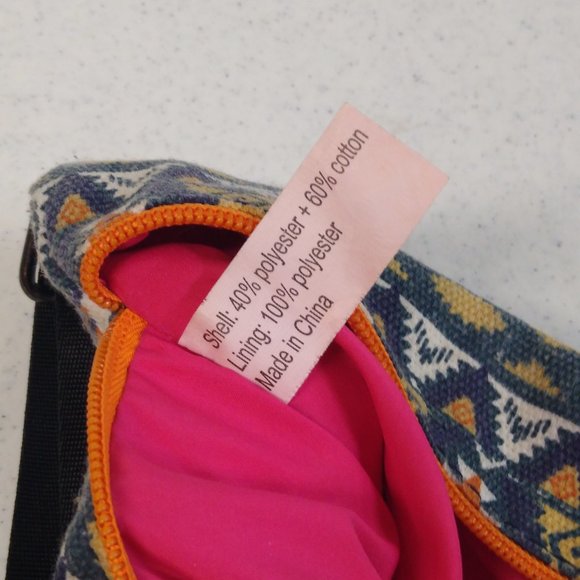 Shell: 40% polyester + 60% cotton
Lining: 100% polyester
Made in China